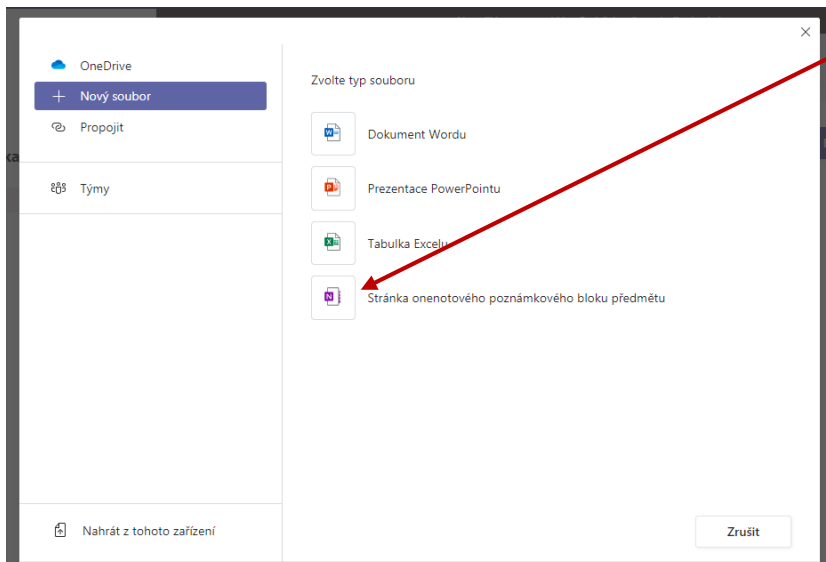 OneDrive
Nový soubor
Propojit
Týmy
Nahrát z tohoto zařízení
Zvolte typ souboru
Dokument Wordu
Prezentace PowerPointu
Tabulka Excelu
Stránka onenotového poznámkového bloku předmětu
Zrušit